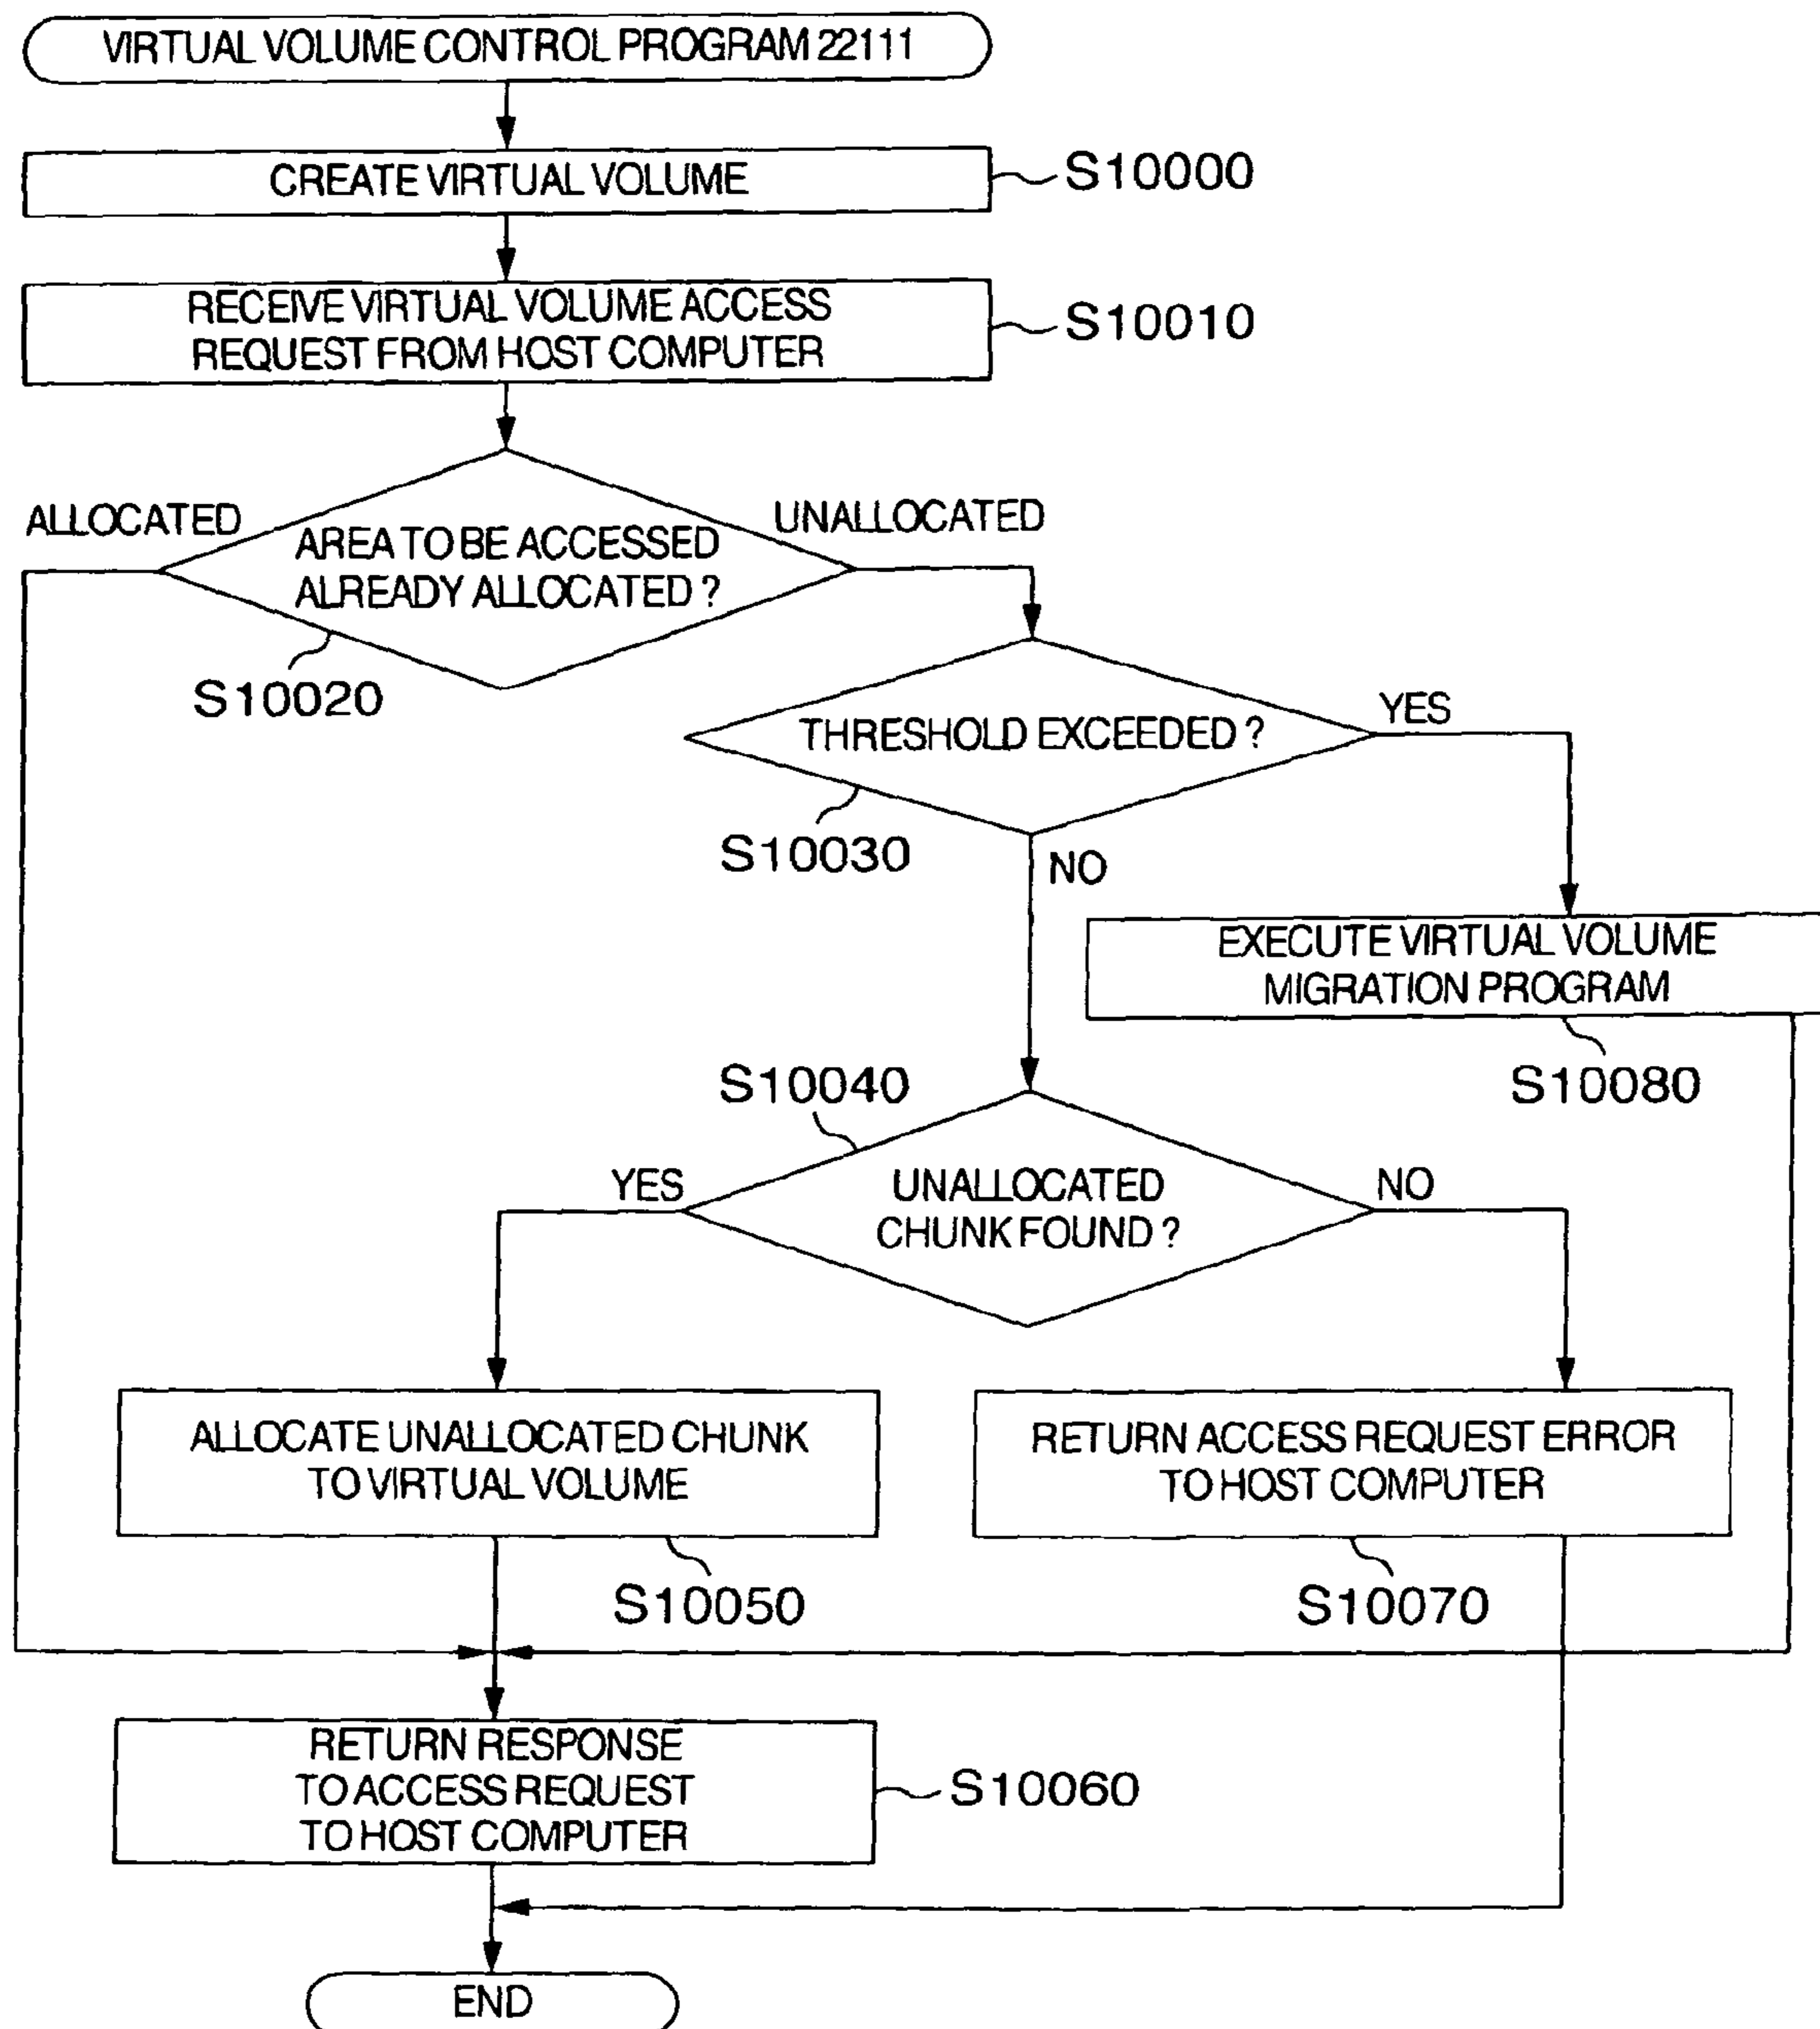 VIRTUAL VOLUME CONTROL PROGRAM 22111
CREATE VIRTUAL VOLUME
S10000
RECEIVE VIRTUAL VOLUME ACCESS
REQUEST FROM HOST COMPUTER
S10010
ALLOCATED
UNALLOCATED
AREA TO BE ACCESSED
ALREADY ALLOCATED ?
S10020
THRESHOLD EXCEEDED ?
YES
S10030
NO
EXECUTE VIRTUAL VOLUME
MIGRATION PROGRAM
S10080
S10040
YES
UNALLOCATED
CHUNK FOUND ?
NO
ALLOCATE UNALLOCATED CHUNK
TO VIRTUAL VOLUME
S10050
RETURN ACCESS REQUEST ERROR
TO HOST COMPUTER
S10070
RETURN RESPONSE
TO ACCESS REQUEST
TO HOST COMPUTER
S10060
END